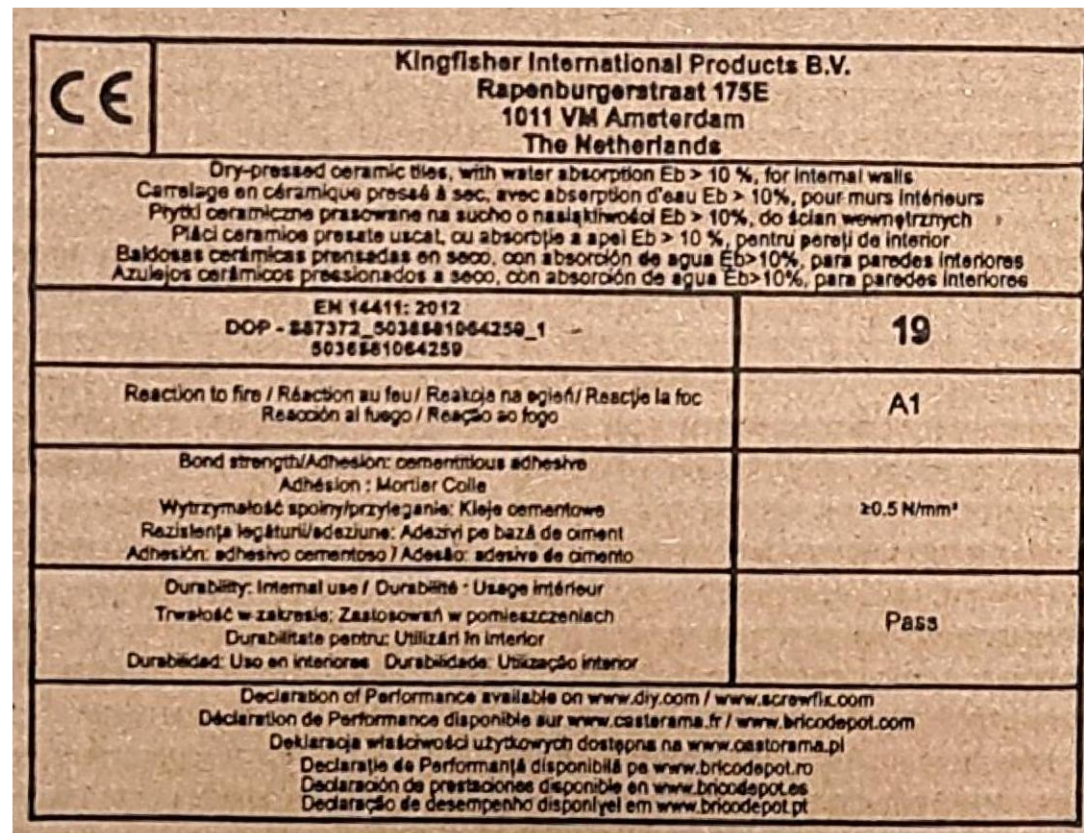 CE
Kingfisher International Products B.V.
Rapenburgerstraat 175E
1011 VM Amsterdam
The Netherlands
Dry-pressed ceramic tiles, with water absorption Eb > 10 %, for internal walls
Carrelage en céramique pressé à sec, avec absorption d'eau Eb > 10%, pour murs intérieurs
Płytki ceramiczne prasowane na sucho o nasiąkliwości Eb > 10%, do ścian wewnętrznych
Plăci ceramice presate uscat, cu absorbție a apei Eb > 10 %, pentru pereți de interior
Baldosas cerámicas prensadas en seco, con absorción de agua Eb>10%, para paredes interiores
Azulejos cerámicos pressionados a seco, con absorción de agua Eb>10%, para paredes interiores
EN 14411: 2012
DOP - 887372_5036581064259_1
5036581064259
19
Reaction to fire / Réaction au feu / Reakcja na ogień / Reacție la foc
Reacción al fuego / Reação ao fogo
A1
Bond strength/Adhesion: cementitious adhesive
Adhésion : Mortier Colle
Wytrzymałość spoiny/przyleganie: Kleje cementowe
Rezistența legăturii/adeziune: Adezivi pe bază de ciment
Adhesión: adhesivo cementoso / Adesão: adesivo de cimento
≥0.5 N/mm²
Durability: Internal use / Durabilité : Usage intérieur
Trwałość w zakresie: Zastosowań w pomieszczeniach
Durabilitate pentru: Utilizări în interior
Durabilidad: Uso en interiores Durabilidade: Utilização interior
Pass
Declaration of Performance available on www.diy.com / www.screwfix.com
Déclaration de Performance disponible sur www.castorama.fr / www.bricodepot.com
Deklaracja właściwości użytkowych dostępna na www.castorama.pl
Declarație de Performanță disponibilă pe www.bricodepot.ro
Declaración de prestaciones disponible en www.bricodepot.es
Declaração de desempenho disponível em www.bricodepot.pt